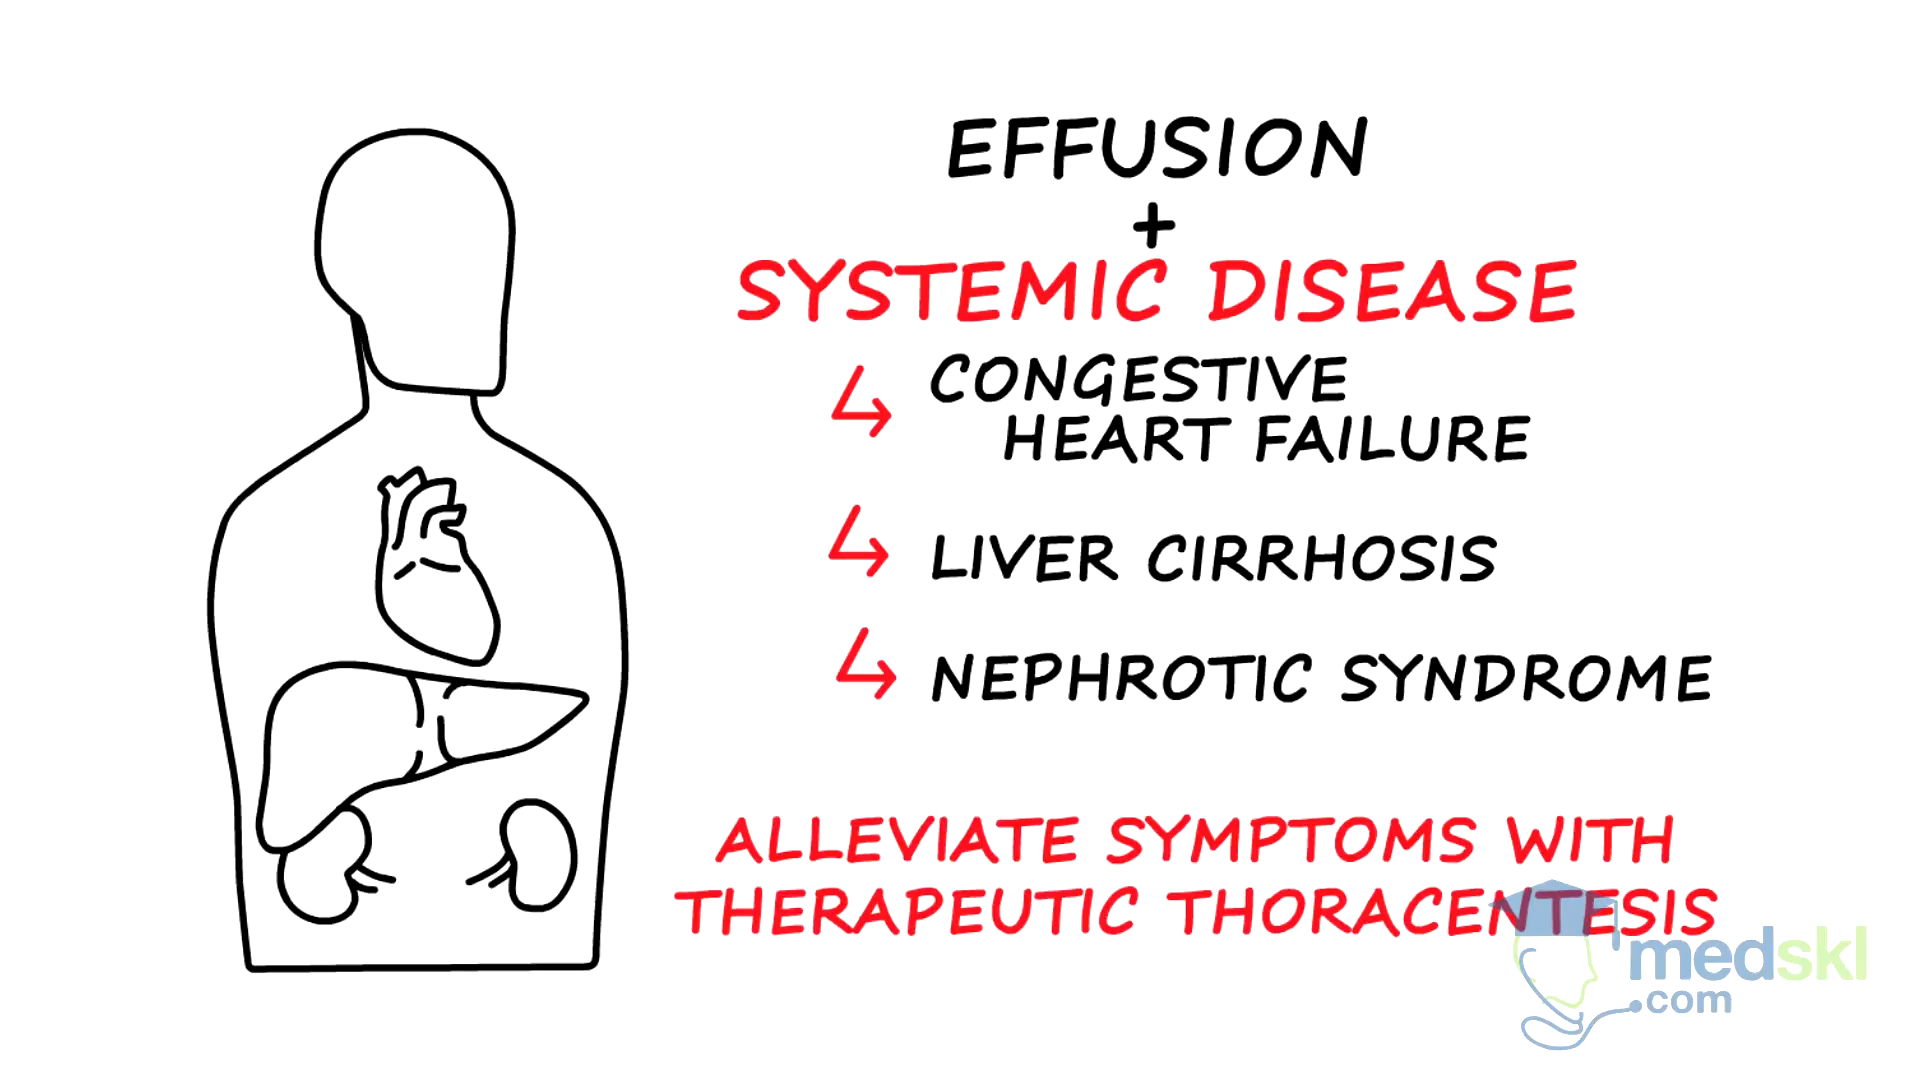 EFFUSION
+
SYSTEMIC DISEASE
CONGESTIVE
HEART FAILURE
LIVER CIRRHOSIS
NEPHROTIC SYNDROME
ALLEVIATE SYMPTOMS WITH
THERAPEUTIC THORACENTESIS
medskl
.com